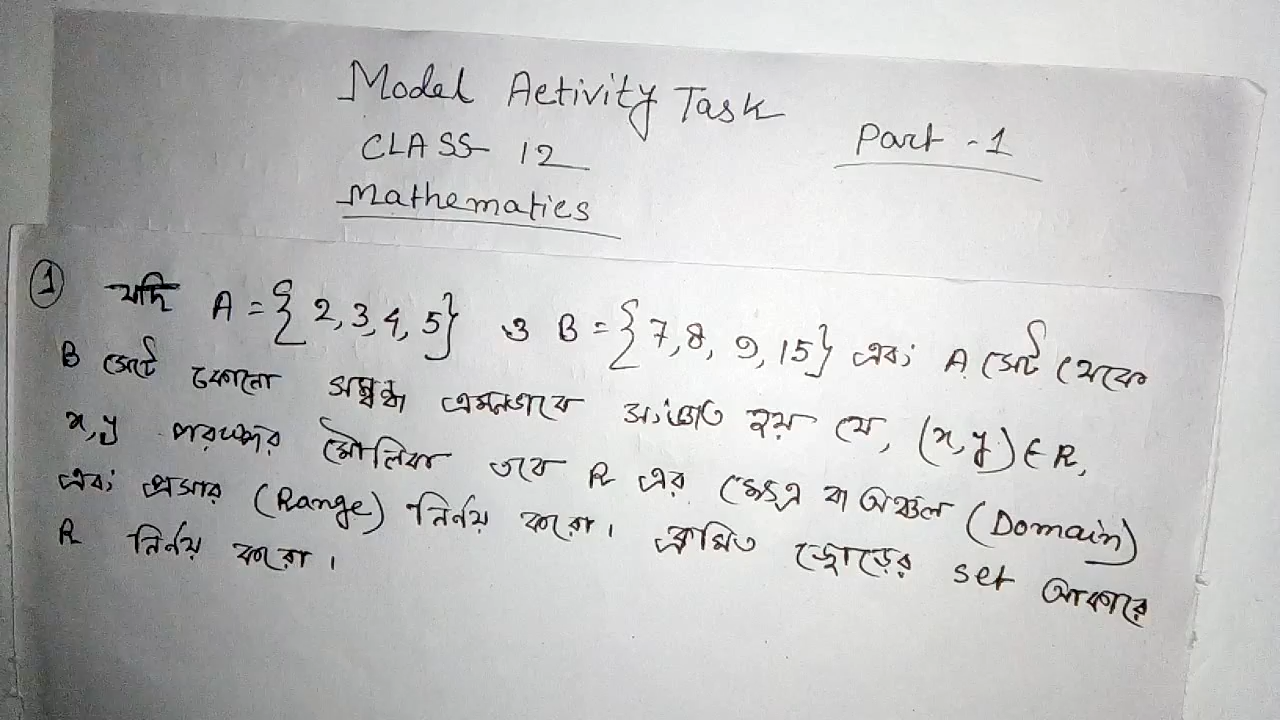 Model Activity Task
Part - 1
CLASS 12
Mathematics
① যদি A = {2, 3, 4, 5} ও B = {7, 8, 9, 15} এবং A সেট থেকে
B সেটে কোনো সম্বন্ধ এমনভাবে সংজ্ঞাত হয় যে, (x, y) ∈ R,
x, y পরস্পর মৌলিক তবে R এর ক্ষেত্র বা অঞ্চল (Domain)
এবং প্রসার (Range) নির্নয় করো। ক্রমিত জোড়ের set আকারে
R নির্নয় করো।